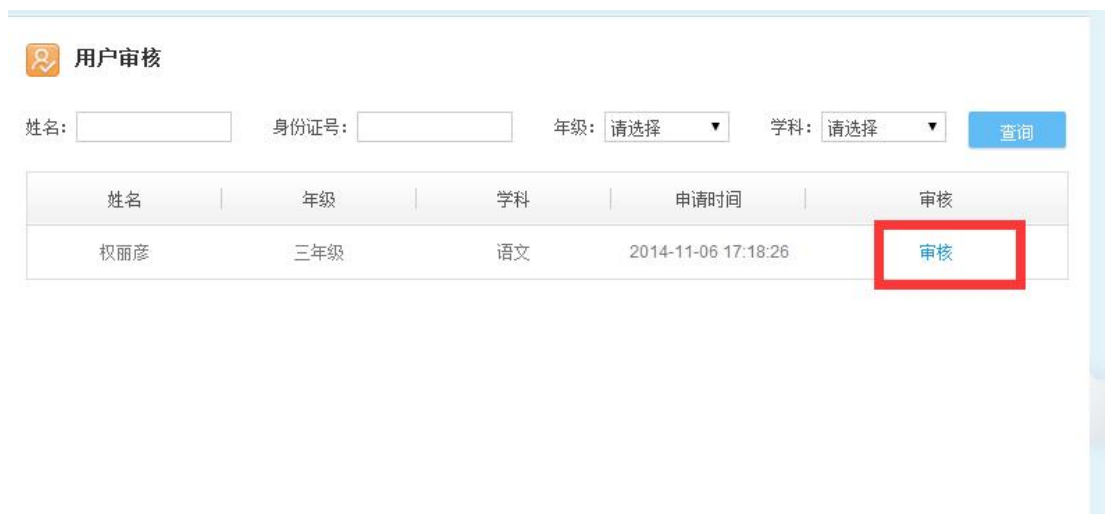 用户审核
姓名: 身份证号: 年级: 请选择 学科: 请选择 查询
姓名 年级 学科 申请时间 审核
权丽彦 三年级 语文 2014-11-06 17:18:26 审核